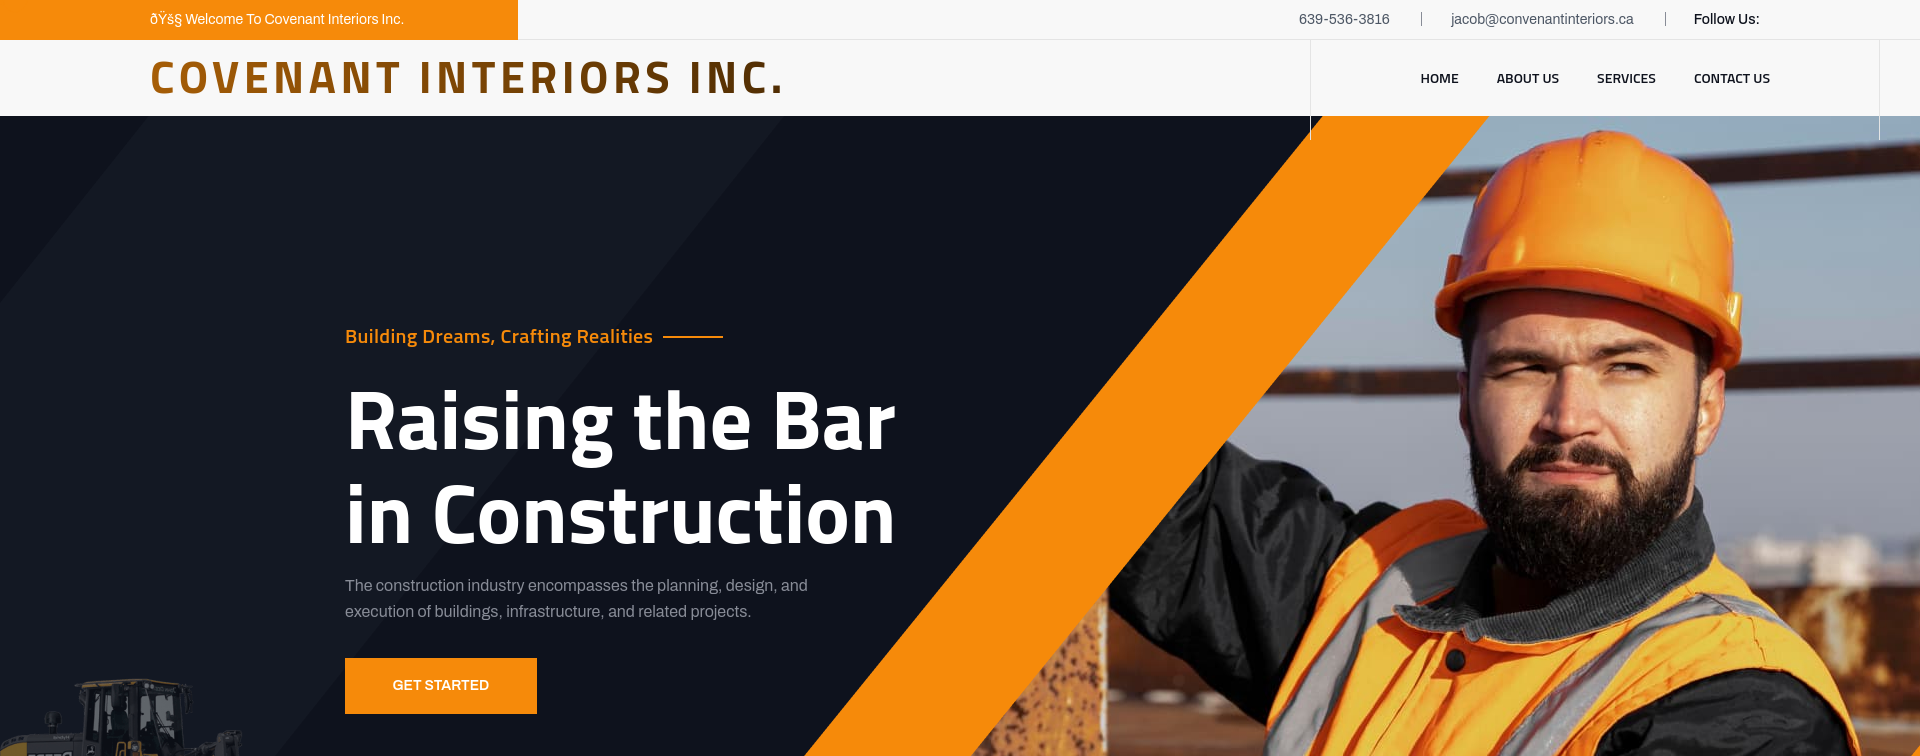 ðŸš§ Welcome To Covenant Interiors Inc.
639-536-3816
jacob@convenantinteriors.ca
Follow Us:
COVENANT INTERIORS INC.
HOME
ABOUT US
SERVICES
CONTACT US
Building Dreams, Crafting Realities
Raising the Bar
in Construction
The construction industry encompasses the planning, design, and
execution of buildings, infrastructure, and related projects.
GET STARTED